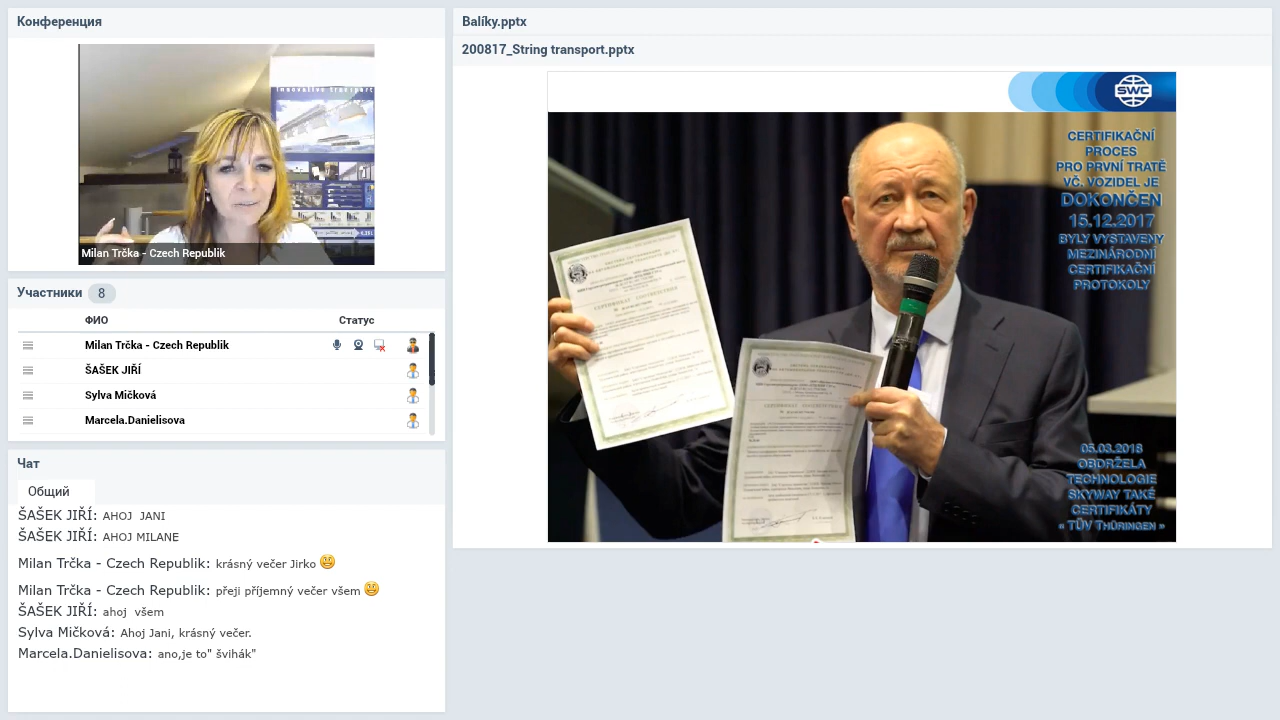 Конференция
innovative transport
Milan Trčka - Czech Republik
Участники 8
ФИО Статус
Milan Trčka - Czech Republik
ŠAŠEK JIŘÍ
Sylva Mičková
Marcela.Danielisova
Чат
Общий
ŠAŠEK JIŘÍ: AHOJ JANI
ŠAŠEK JIŘÍ: AHOJ MILANE
Milan Trčka - Czech Republik: krásný večer Jirko
Milan Trčka - Czech Republik: přeji příjemný večer všem
ŠAŠEK JIŘÍ: ahoj všem
Sylva Mičková: Ahoj Jani, krásný večer.
Marcela.Danielisova: ano,je to" švihák"
Balíky.pptx
200817_String transport.pptx
SWC
CERTIFIKAČNÍ
PROCES
PRO PRVNÍ TRATĚ
VČ. VOZIDEL JE
DOKONČEN
15.12.2017
BYLY VYSTAVENY
MEZINÁRODNÍ
CERTIFIKAČNÍ
PROTOKOLY
05.03.2018
OBDRŽELA
TECHNOLOGIE
SKYWAY TAKÉ
CERTIFIKÁTY
« TÜV THÜRINGEN »